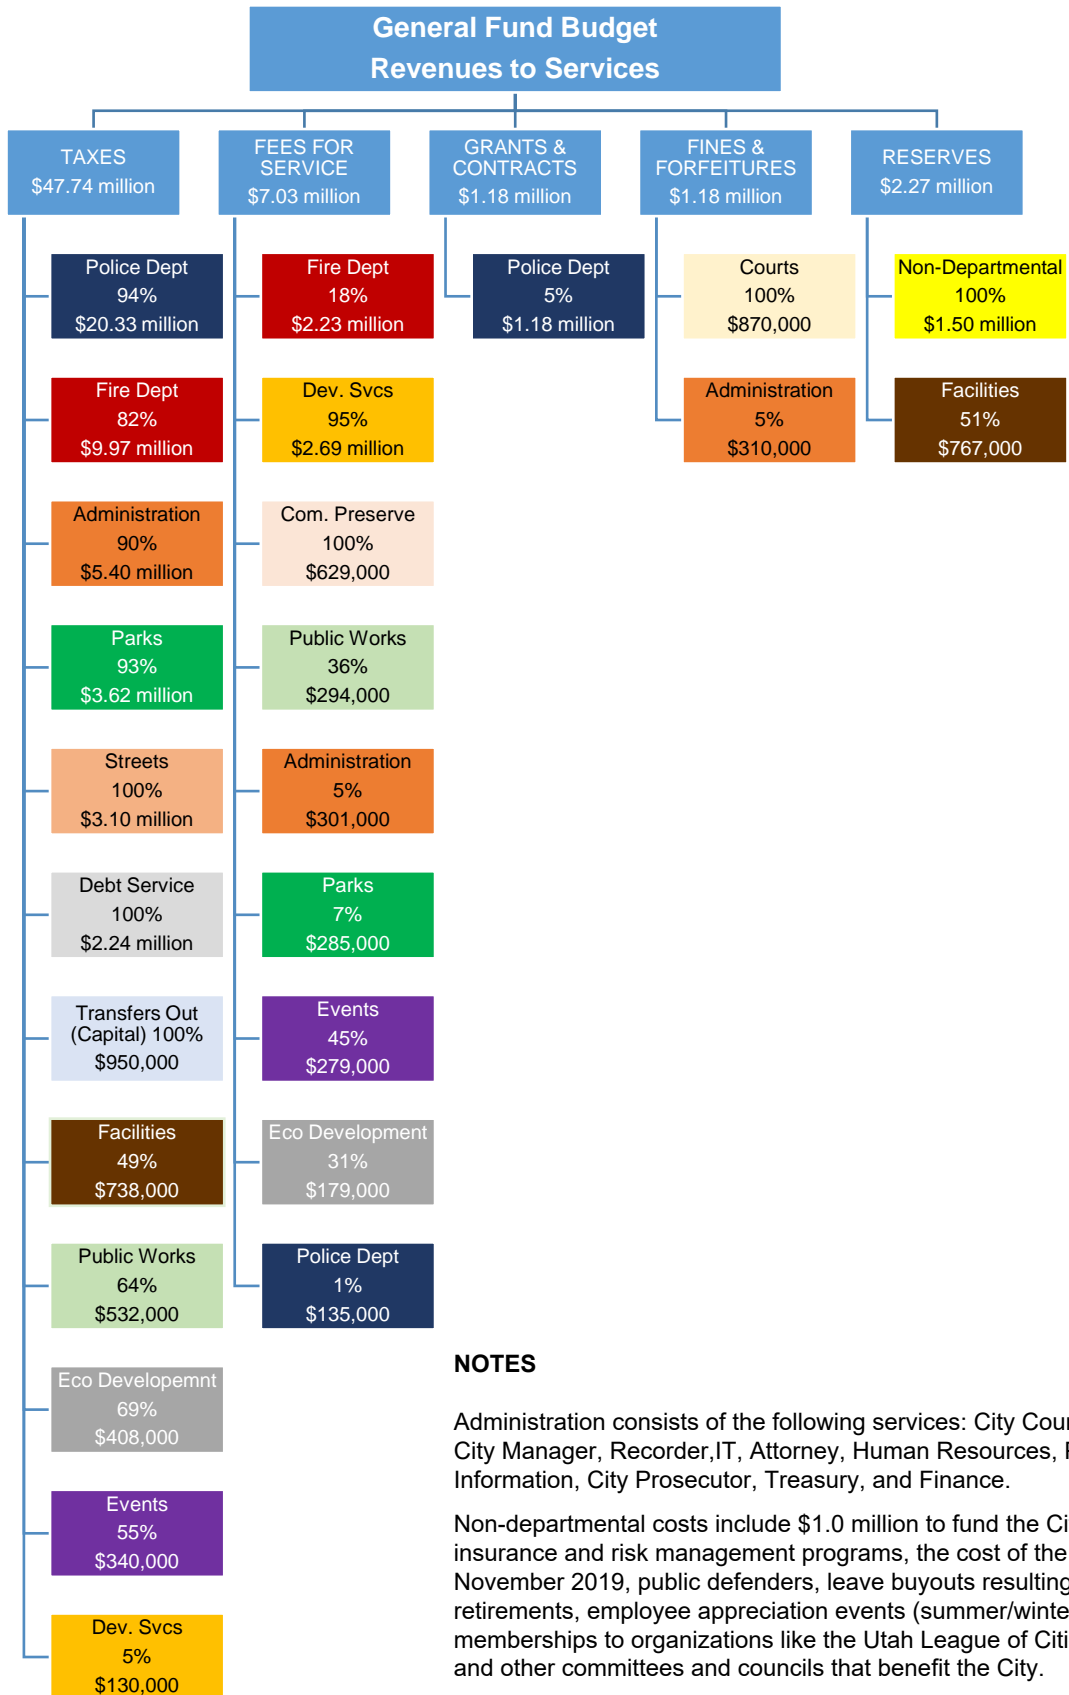 General Fund Budget
Revenues to Services
TAXES
$47.74 million
Police Dept
94%
$20.33 million
Fire Dept
82%
$9.97 million
Administration
90%
$5.40 million
Parks
93%
$3.62 million
Streets
100%
$3.10 million
Debt Service
100%
$2.24 million
Transfers Out
(Capital) 100%
$950,000
Facilities
49%
$738,000
Public Works
64%
$532,000
Eco Developemnt
69%
$408,000
Events
55%
$340,000
Dev. Svcs
5%
$130,000
FEES FOR
SERVICE
$7.03 million
Fire Dept
18%
$2.23 million
Dev. Svcs
95%
$2.69 million
Com. Preserve
100%
$629,000
Public Works
36%
$294,000
Administration
5%
$301,000
Parks
7%
$285,000
Events
45%
$279,000
Eco Development
31%
$179,000
Police Dept
1%
$135,000
GRANTS &
CONTRACTS
$1.18 million
Police Dept
5%
$1.18 million
FINES &
FORFEITURES
$1.18 million
Courts
100%
$870,000
Administration
5%
$310,000
RESERVES
$2.27 million
Non-Departmental
100%
$1.50 million
Facilities
51%
$767,000
NOTES
Administration consists of the following services: City
City Manager, Recorder,IT, Attorney, Human Resources,
Information, City Prosecutor, Treasury, and Finance.
Non-departmental costs include $1.0 million to fund the
insurance and risk management programs, the cost of the
November 2019, public defenders, leave buyouts resulting
retirements, employee appreciation events
memberships to organizations like the Utah League of
and other committees and councils that benefit the City.